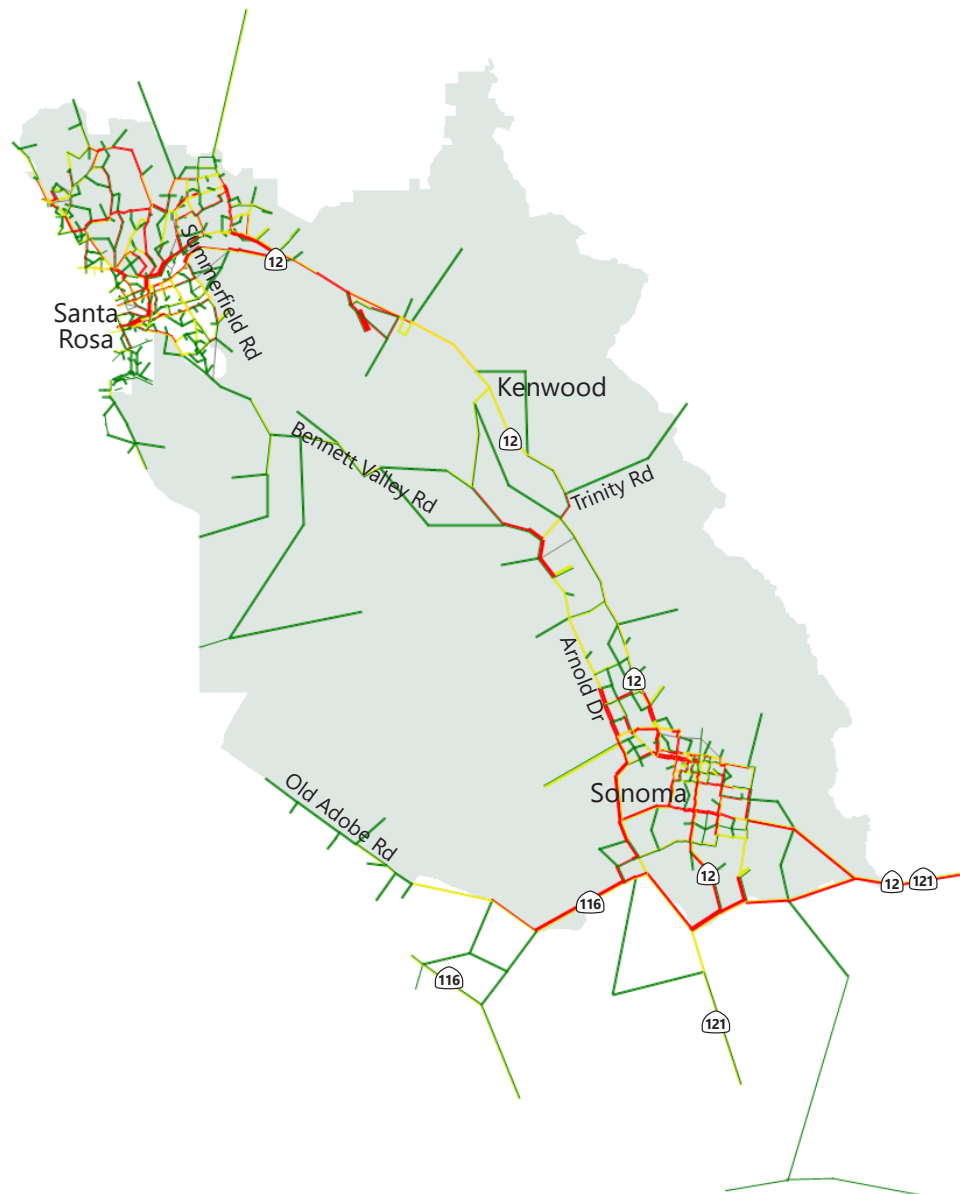 Summerfield Rd
12
Santa
Rosa
Kenwood
12
Bennett Valley Rd
Trinity Rd
Arnold Dr
12
Old Adobe Rd
Sonoma
12
12
121
116
116
121